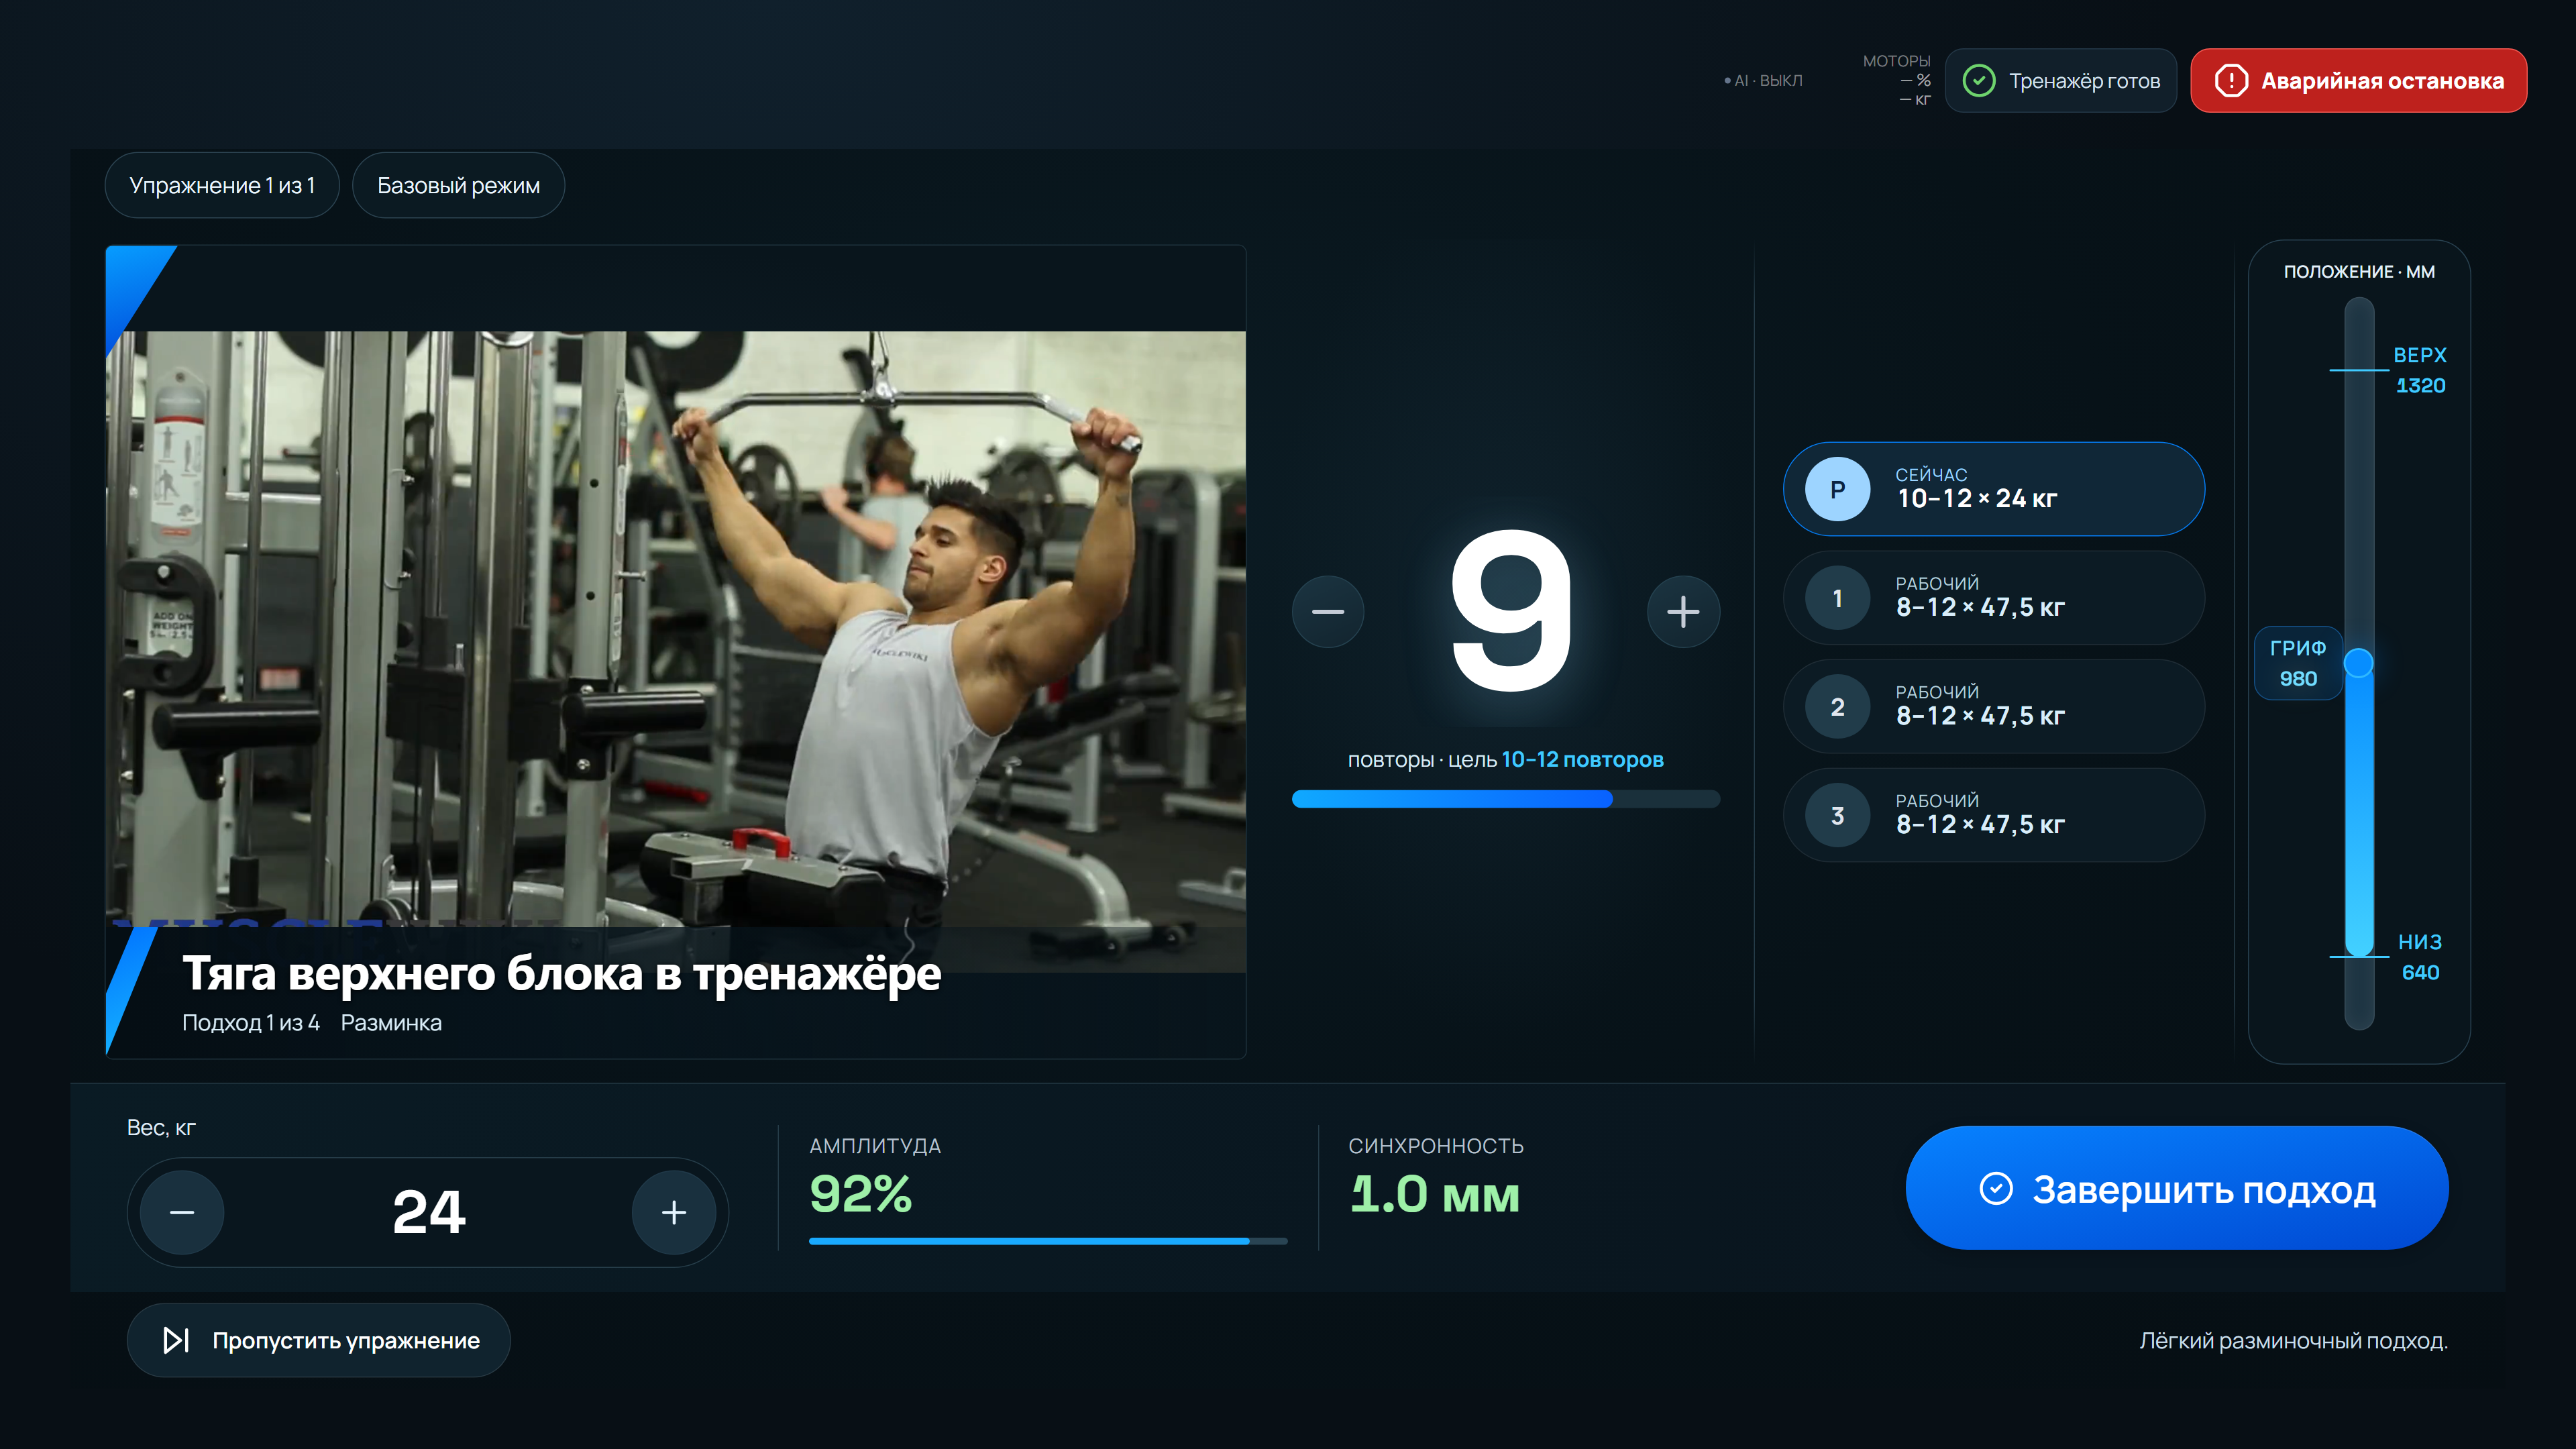 AI · ВЫКЛ
МОТОРЫ
— %
— кг
Тренажёр готов
Аварийная остановка
Упражнение 1 из 1
Базовый режим
ADD ON
WEIGHT
Тяга верхнего блока в тренажёре
Подход 1 из 4 Разминка
9
повторы · цель 10–12 повторов
Р
СЕЙЧАС
10–12 × 24 кг
1
РАБОЧИЙ
8–12 × 47,5 кг
2
РАБОЧИЙ
8–12 × 47,5 кг
3
РАБОЧИЙ
8–12 × 47,5 кг
ПОЛОЖЕНИЕ · ММ
ВЕРХ
1320
ГРИФ
980
НИЗ
640
Вес, кг
24
АМПЛИТУДА
92%
СИНХРОННОСТЬ
1.0 мм
Завершить подход
Пропустить упражнение
Лёгкий разминочный подход.